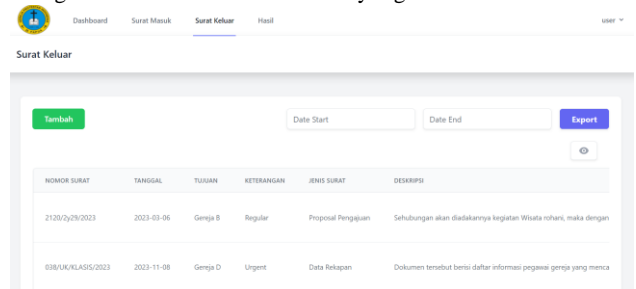 Dashboard Surat Masuk Surat Keluar Hasil user
Surat Keluar
Tambah Date Start Date End Export
NOMOR SURAT TANGGAL TUJUAN KETERANGAN JENIS SURAT DESKRIPSI
2120/2y29/2023 2023-03-06 Gereja B Regular Proposal Pengajuan Sehubungan akan diadakannya kegiatan Wisata rohani, maka dengan
038/UK/KLASIS/2023 2023-11-08 Gereja D Urgent Data Rekapan Dokumen tersebut berisi daftar informasi pegawai gereja yang menca